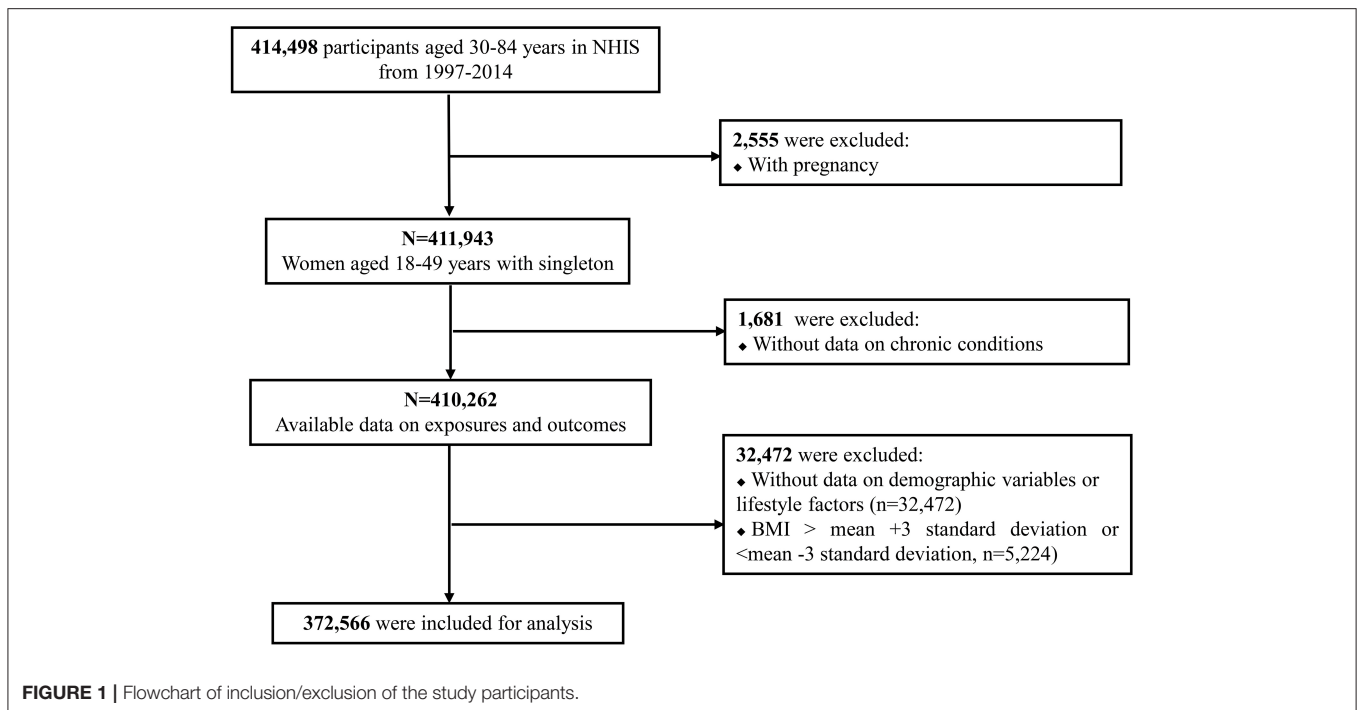 414,498 participants aged 30-84 years in NHIS
from 1997-2014
2,555 were excluded:
◆ With pregnancy
N=411,943
Women aged 18-49 years with singleton
1,681 were excluded:
◆ Without data on chronic conditions
N=410,262
Available data on exposures and outcomes
32,472 were excluded:
◆ Without data on demographic variables or
lifestyle factors (n=32,472)
◆ BMI > mean +3 standard deviation or
<mean -3 standard deviation, n=5,224)
372,566 were included for analysis
FIGURE 1 | Flowchart of inclusion/exclusion of the study participants.